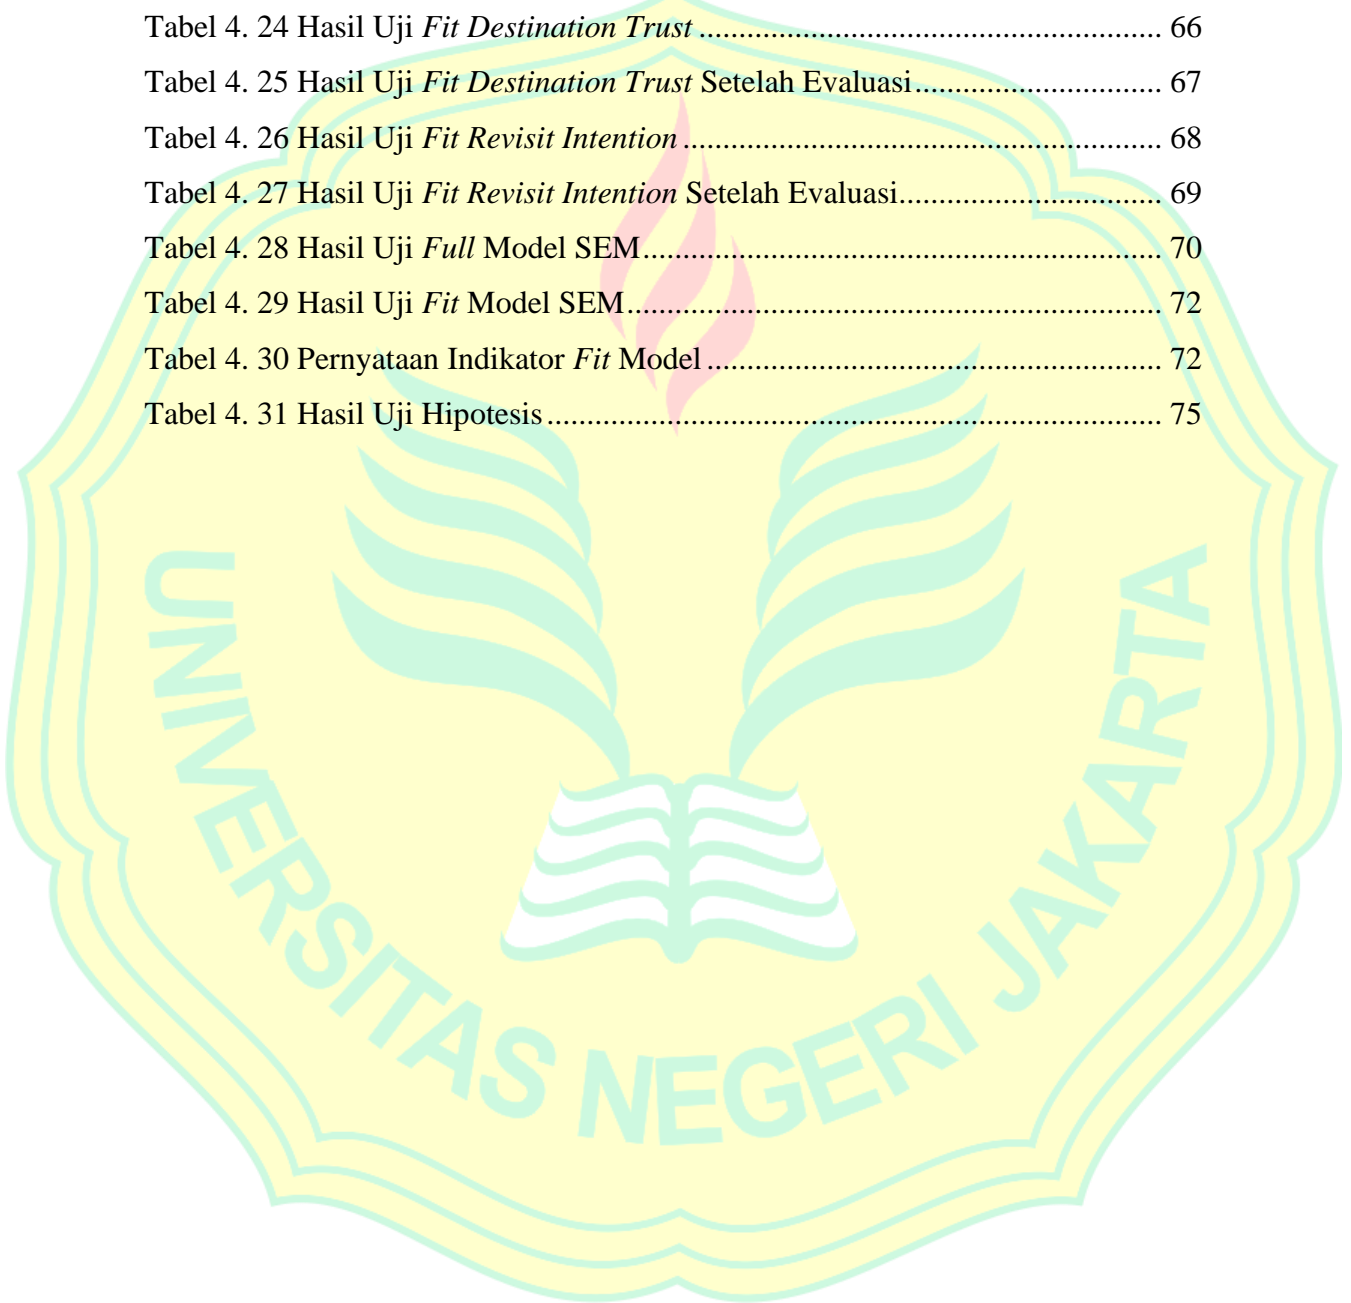 Tabel 4. 24 Hasil Uji Fit Destination Trust ........................................................ 66
Tabel 4. 25 Hasil Uji Fit Destination Trust Setelah Evaluasi .............................. 67
Tabel 4. 26 Hasil Uji Fit Revisit Intention .......................................................... 68
Tabel 4. 27 Hasil Uji Fit Revisit Intention Setelah Evaluasi................................ 69
Tabel 4. 28 Hasil Uji Full Model SEM ............................................................... 70
Tabel 4. 29 Hasil Uji Fit Model SEM ................................................................. 72
Tabel 4. 30 Pernyataan Indikator Fit Model ....................................................... 72
Tabel 4. 31 Hasil Uji Hipotesis .......................................................................... 75
UNIVERSITAS NEGERI JAKARTA